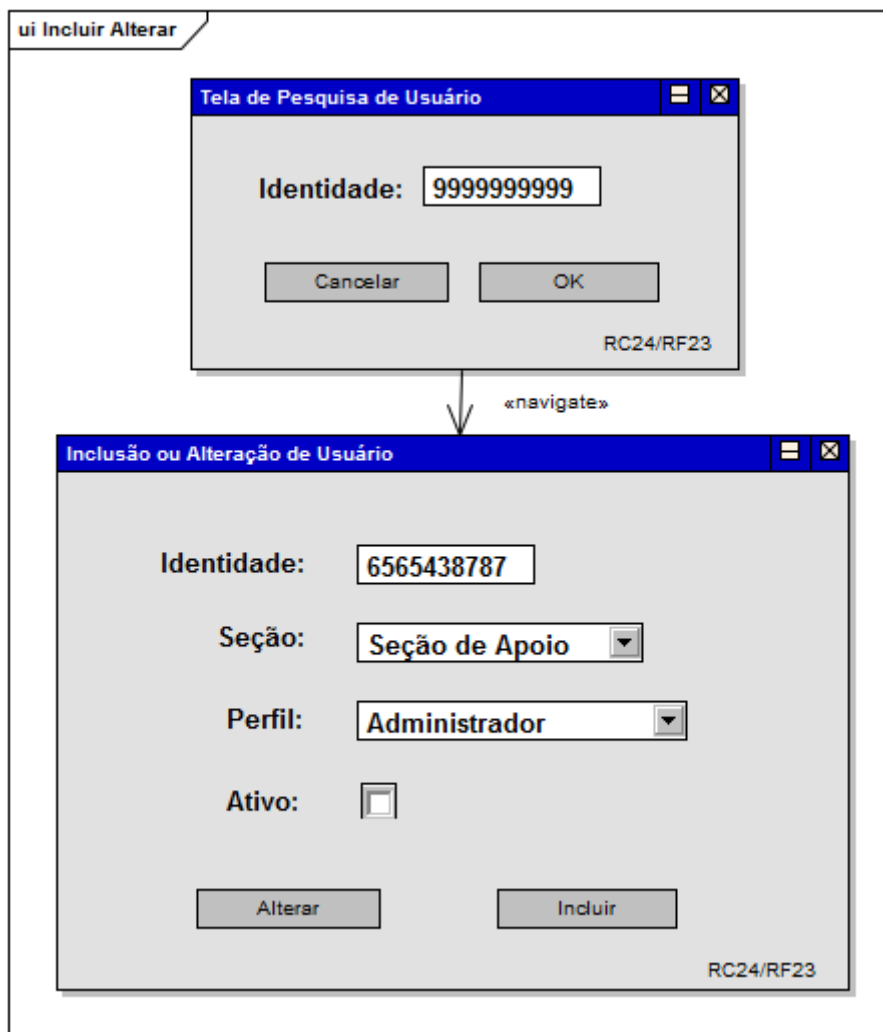 ui Incluir Alterar
Tela de Pesquisa de Usuário
Identidade: 9999999999
Cancelar OK
RC24/RF23
«navigate»
Inclusão ou Alteração de Usuário
Identidade: 6565438787
Seção: Seção de Apoio
Perfil: Administrador
Ativo:
Alterar Incluir
RC24/RF23